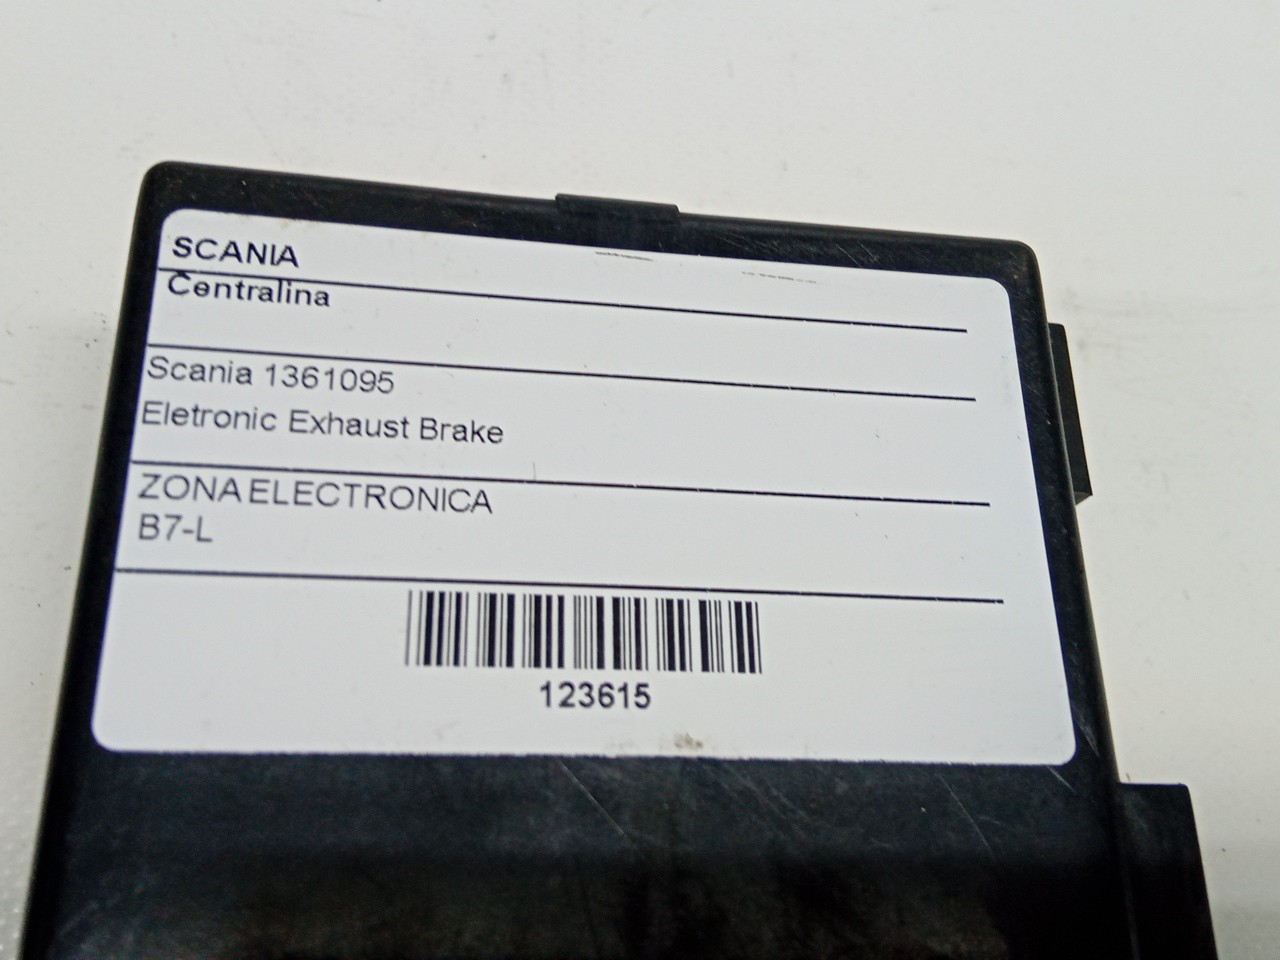 SCANIA
Centralina
Scania 1361095
Eletronic Exhaust Brake
ZONA ELECTRONICA
B7-L
123615